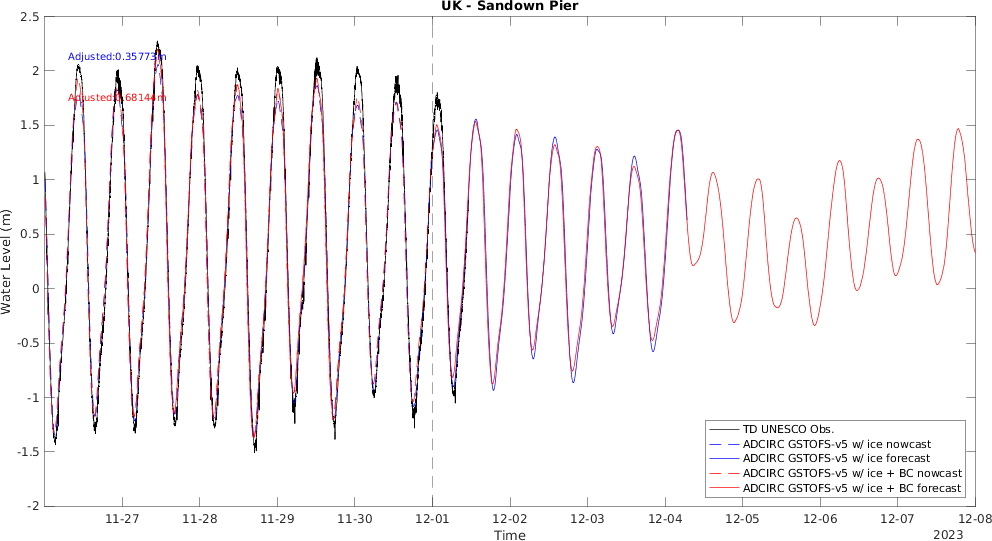 UK - Sandown Pier
2.5
2
1.5
1
0.5
0
-0.5
-1
-1.5
-2
Water Level (m)
Adjusted:0.35773m
TD UNESCO Obs.
ADCIRC GSTOFS-v5 w/ ice nowcast
ADCIRC GSTOFS-v5 w/ ice forecast
ADCIRC GSTOFS-v5 w/ ice + BC nowcast
ADCIRC GSTOFS-v5 w/ ice + BC forecast
11-27 11-28 11-29 11-30 12-01 12-02 12-03 12-04 12-05 12-06 12-07 12-08
Time
2023